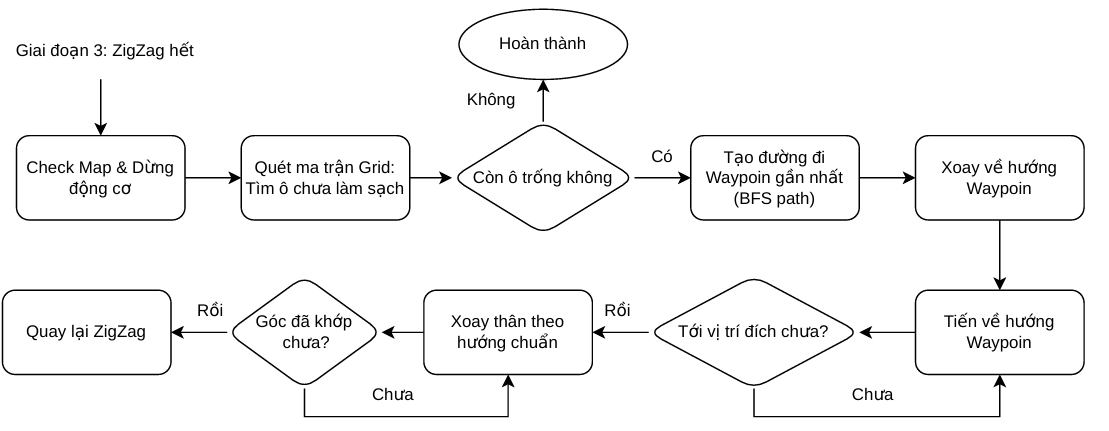 Hoàn thành
Giai đoạn 3: ZigZag hết
Không
Check Map & Dừng
động cơ
Quét ma trận Grid:
Tìm ô chưa làm sạch
Còn ô trống không
Có
Tạo đường đi
Waypoin gần nhất
(BFS path)
Xoay về hướng
Waypoin
Tiến về hướng
Waypoin
Tới vị trí đích chưa?
Chưa
Rồi
Xoay thân theo
hướng chuẩn
Góc đã khớp
chưa?
Chưa
Rồi
Quay lại ZigZag